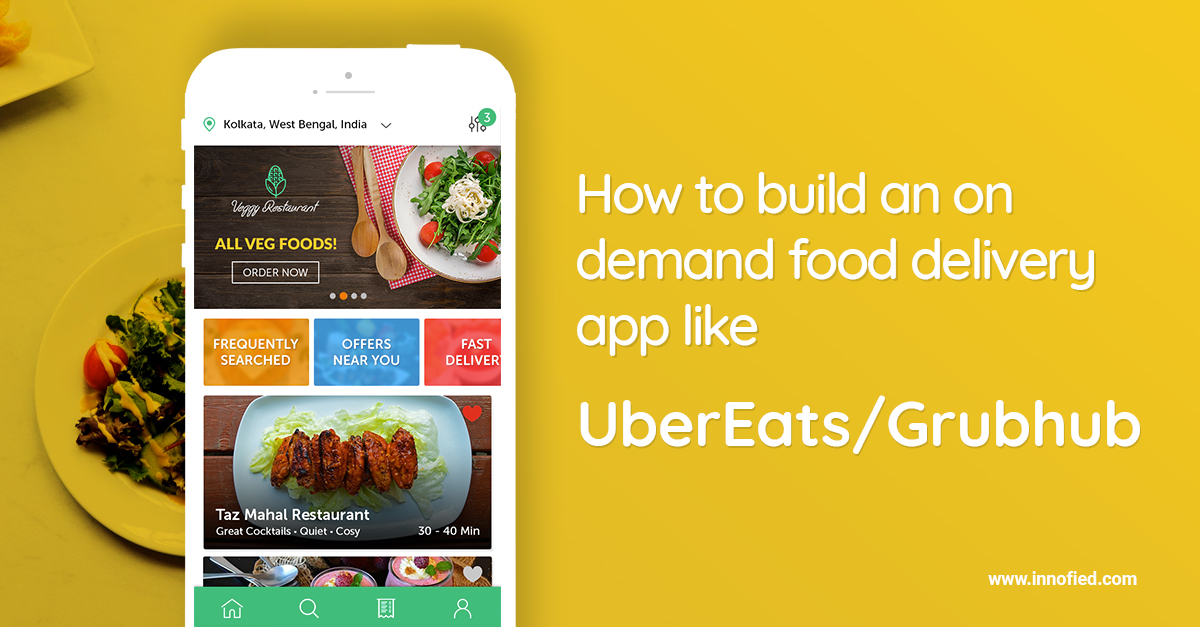 Kolkata, West Bengal, India
3
Veggy Restaurant
ALL VEG FOODS!
ORDER NOW
FREQUENTLY
SEARCHED
OFFERS
NEAR YOU
FAST
DELIVERY
Taz Mahal Restaurant
Great Cocktails • Quiet • Cosy
30 - 40 Min
How to build an on
demand food delivery
app like
UberEats/Grubhub
www.innofied.com